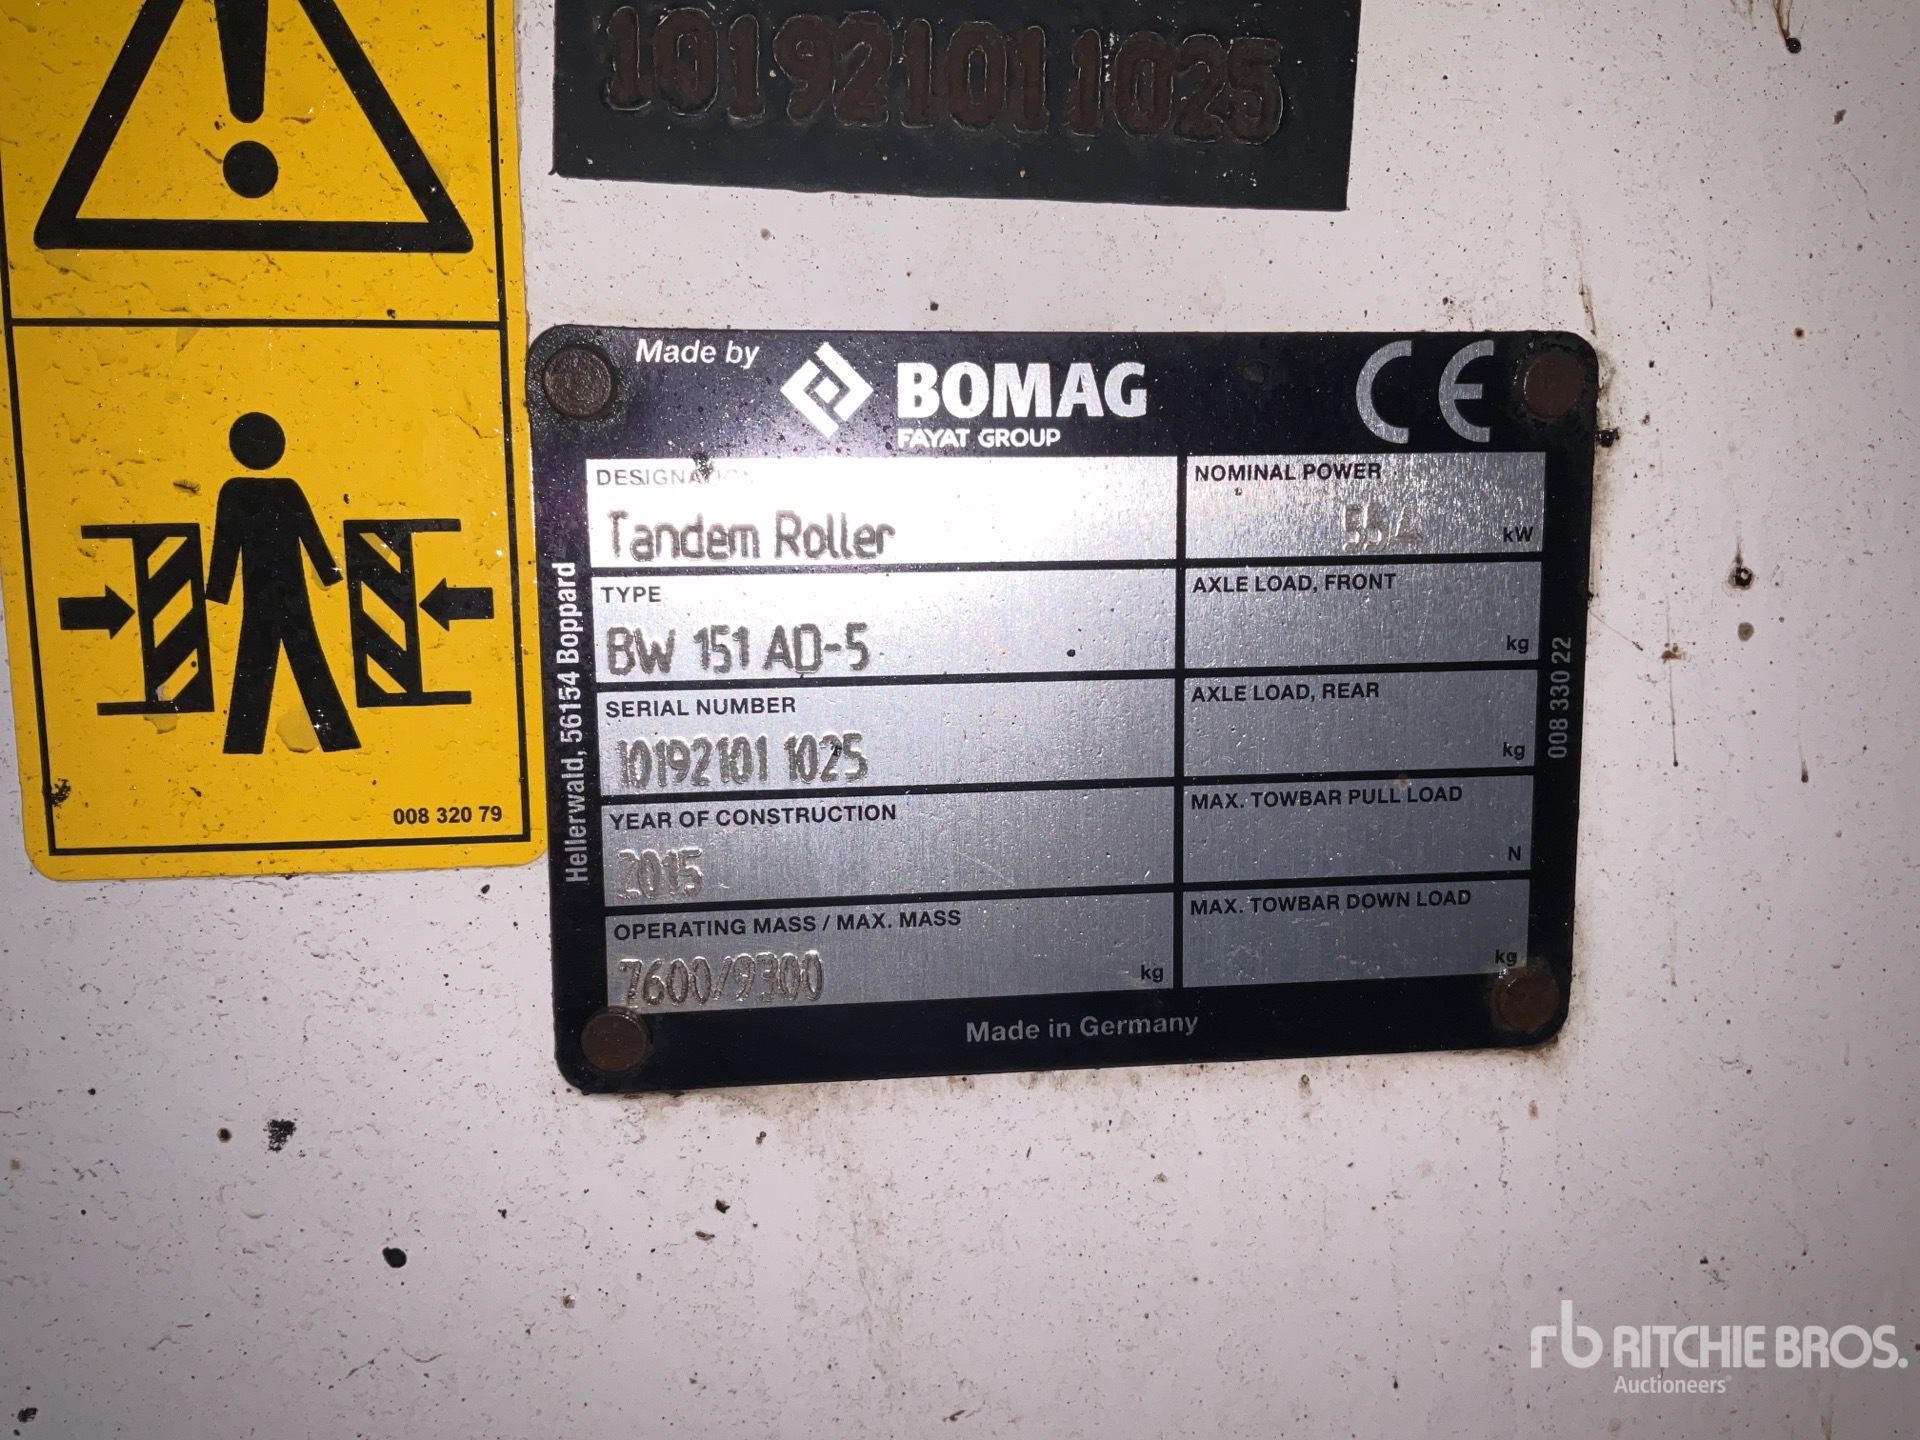 101921011025
Made by
BOMAG
FAYAT GROUP
CE
DESIGNATION
Tandem Roller
NOMINAL POWER
55,4 kW
TYPE
BW 151 AD-5
AXLE LOAD, FRONT
kg
SERIAL NUMBER
10192101 1025
AXLE LOAD, REAR
kg
YEAR OF CONSTRUCTION
2015
MAX. TOWBAR PULL LOAD
N
OPERATING MASS / MAX. MASS
7600/9300 kg
MAX. TOWBAR DOWN LOAD
kg
Made in Germany
Hellerwald, 56154 Boppard
008 330 22
008 320 79
rb RITCHIE BROS.
Auctioneers